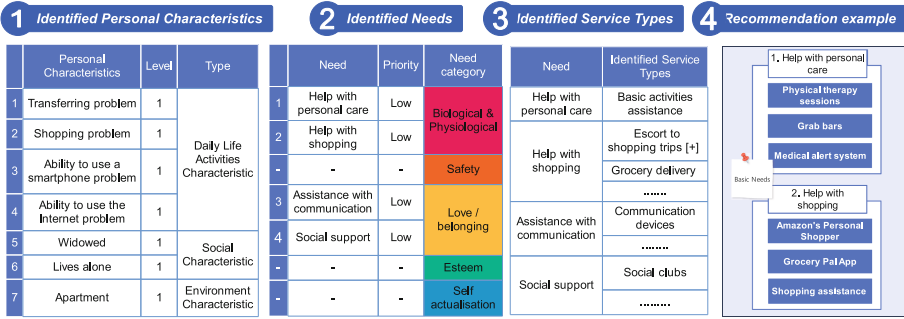 1 Identified Personal Characteristics
Personal Characteristics Level Type
1 Transferring problem 1
2 Shopping problem 1
3 Ability to use a smartphone problem 1
4 Ability to use the Internet problem 1
Daily Life Activities Characteristic
5 Widowed 1
6 Lives alone 1
Social Characteristic
7 Apartment 1 Environment Characteristic
2 Identified Needs
Need Priority Need category
1 Help with personal care Low
2 Help with shopping Low
Biological & Physiological
- - - Safety
3 Assistance with communication Low
4 Social support Low
Love / belonging
- - - Esteem
- - - Self actualisation
3 Identified Service Types
Need Identified Service Types
Help with personal care Basic activities assistance
Help with shopping
Escort to shopping trips [+]
Grocery delivery
.......
Assistance with communication
Communication devices
........
Social support
Social clubs
.........
4 Recommendation example
1. Help with personal care
Physical therapy sessions
Grab bars
Medical alert system
Basic Needs
2. Help with shopping
Amazon's Personal Shopper
Grocery Pal App
Shopping assistance